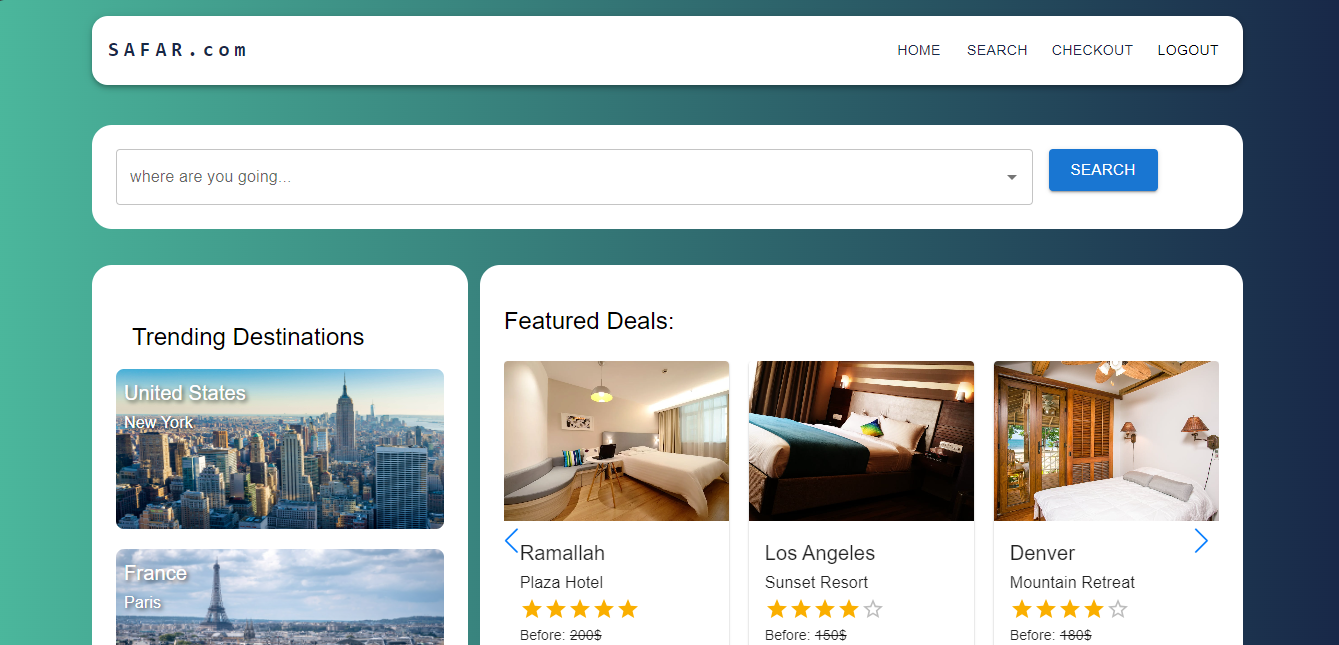 SAFAR.com
HOME SEARCH CHECKOUT LOGOUT
where are you going...
SEARCH
Trending Destinations
United States
New York
France
Paris
Featured Deals:
Ramallah
Plaza Hotel
Before: 200$
Los Angeles
Sunset Resort
Before: 150$
Denver
Mountain Retreat
Before: 180$